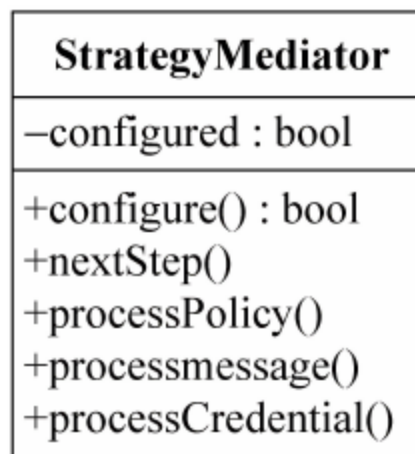 StrategyMediator
–configured : bool
+configure() : bool
+nextStep()
+processPolicy()
+processmessage()
+processCredential()